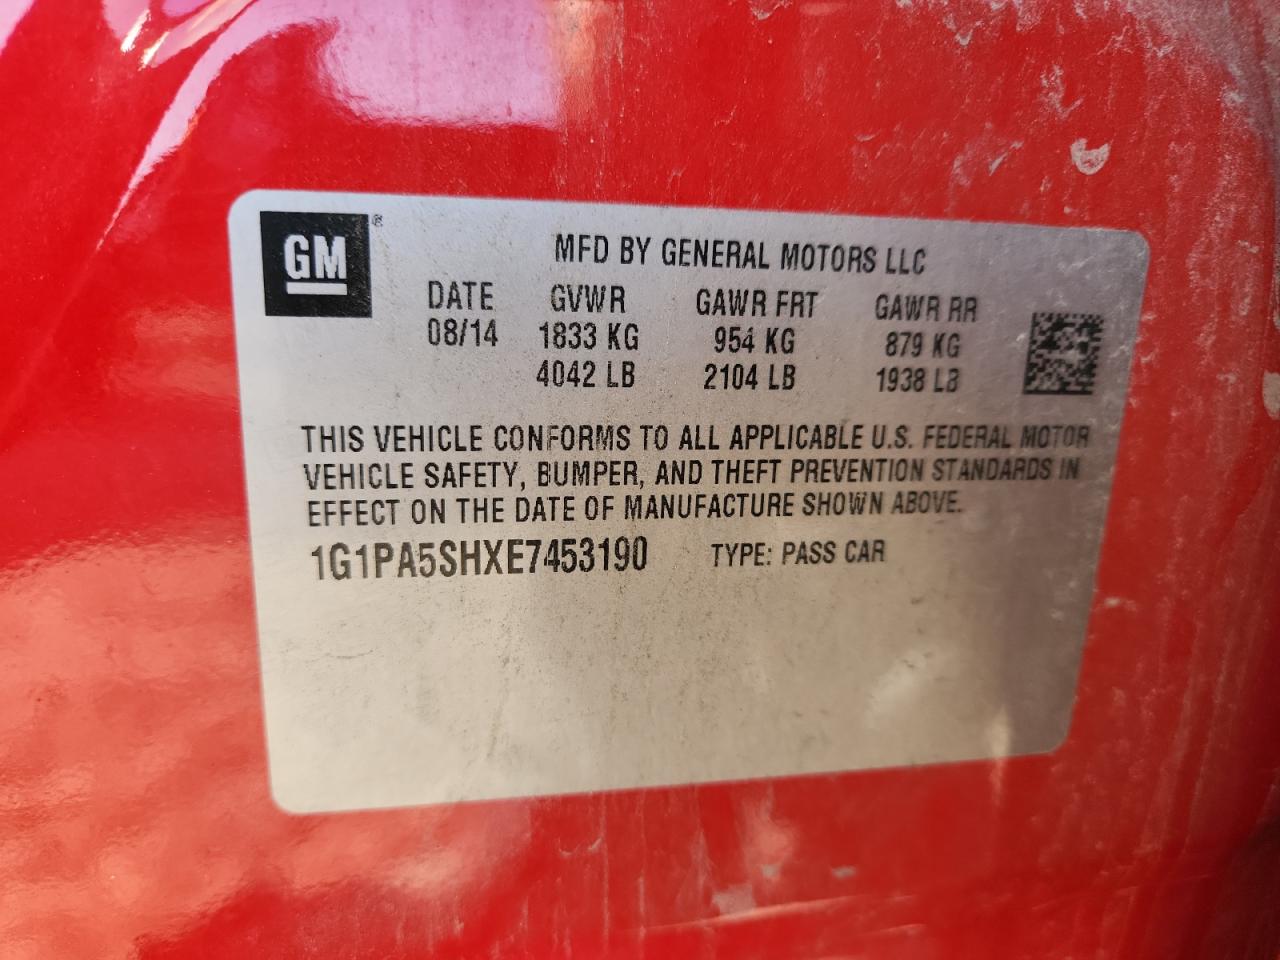 GM ®
MFD BY GENERAL MOTORS LLC
DATE GVWR GAWR FRT GAWR RR
08/14 1833 KG 954 KG 879 KG
4042 LB 2104 LB 1938 LB
THIS VEHICLE CONFORMS TO ALL APPLICABLE U.S. FEDERAL MOTOR
VEHICLE SAFETY, BUMPER, AND THEFT PREVENTION STANDARDS IN
EFFECT ON THE DATE OF MANUFACTURE SHOWN ABOVE.
1G1PA5SHXE7453190 TYPE: PASS CAR